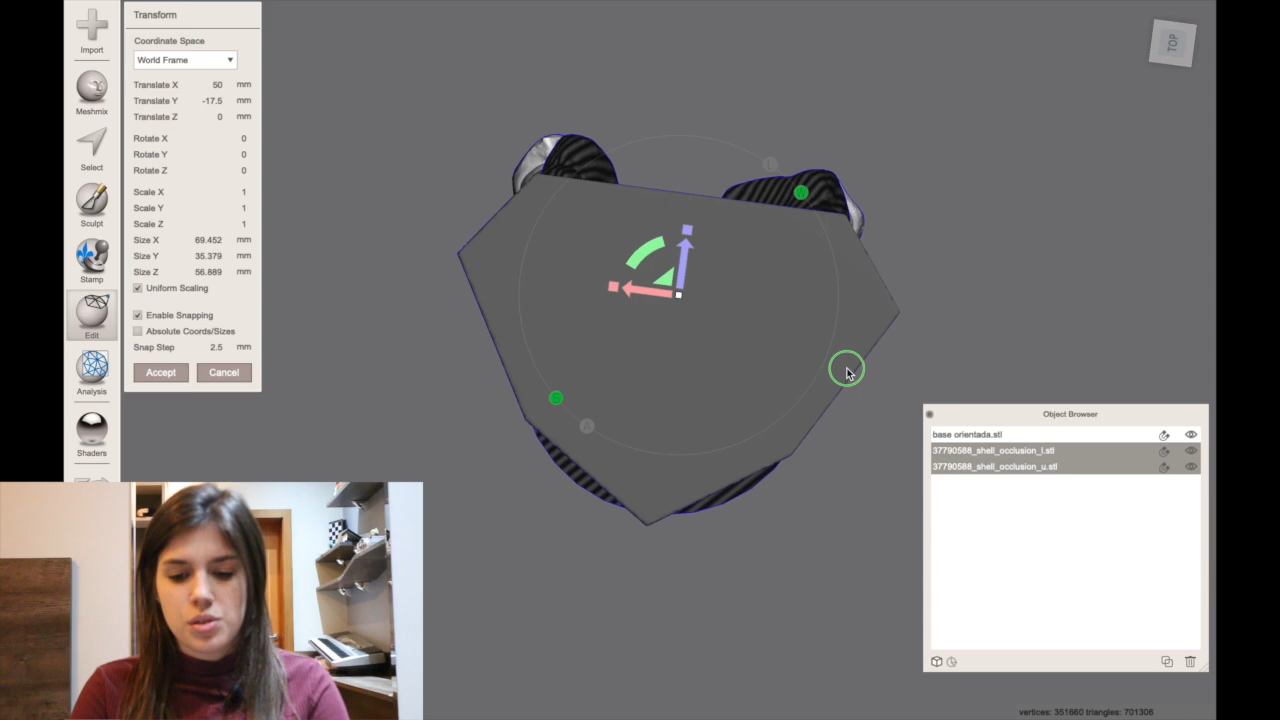 Import
Meshmix
Select
Sculpt
Stamp
Edit
Analysis
Shaders
Transform
Coordinate Space
World Frame
Translate X 50 mm
Translate Y -17.5 mm
Translate Z 0 mm
Rotate X 0
Rotate Y 0
Rotate Z 0
Scale X 1
Scale Y 1
Scale Z 1
Size X 69.452 mm
Size Y 35.379 mm
Size Z 56.889 mm
Uniform Scaling
Enable Snapping
Absolute Coords/Sizes
Snap Step 2.5 mm
Accept Cancel
TOP
Object Browser
base orientada.stl
37790588_shell_occlusion_l.stl
37790588_shell_occlusion_u.stl
vertices: 351660 triangles: 701306